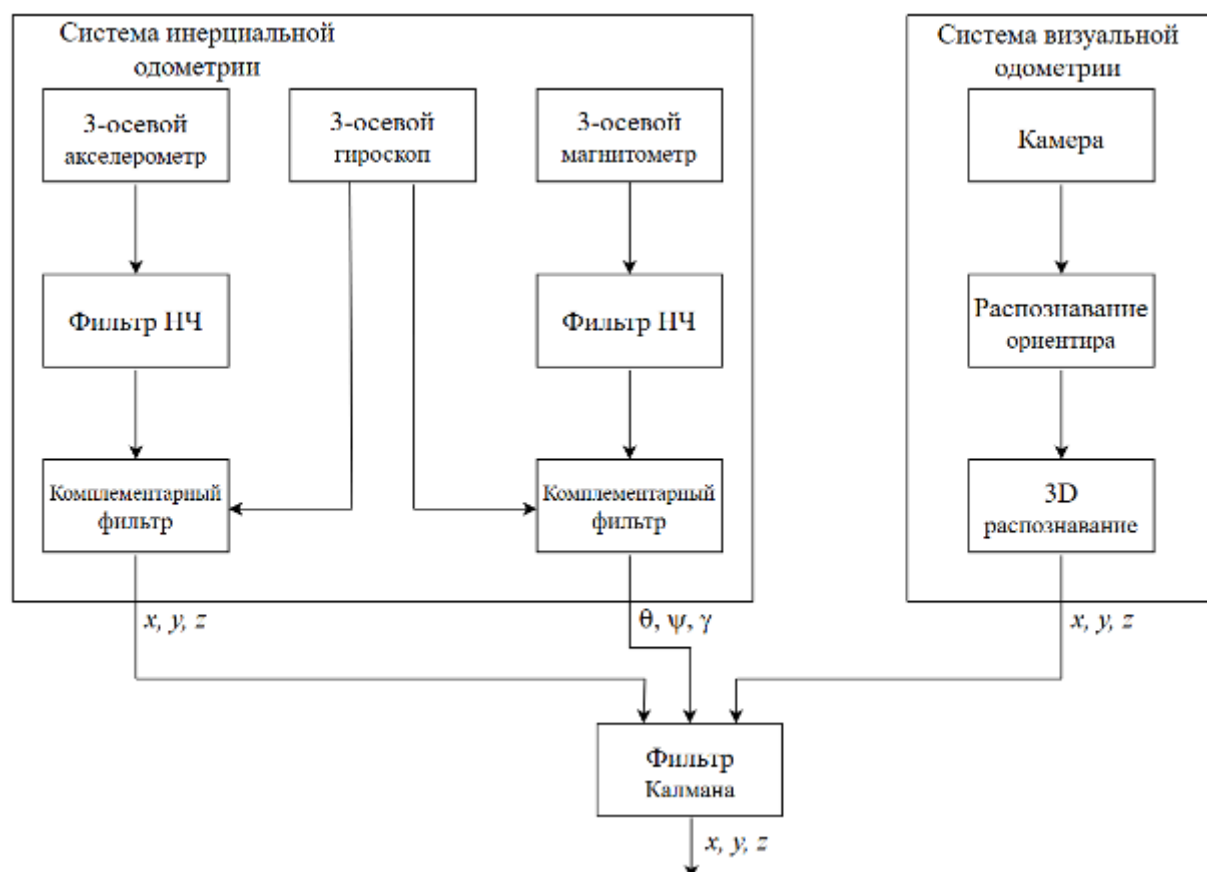 Система инерциальной
одометрии
Система визуальной
одометрии
3-осевой
акселерометр
3-осевой
гироскоп
3-осевой
магнитометр
Камера
Фильтр НЧ
Фильтр НЧ
Распознавание
ориентира
Комплементарный
фильтр
Комплементарный
фильтр
3D
распознавание
x, y, z
θ, ψ, γ
x, y, z
Фильтр
Калмана
x, y, z